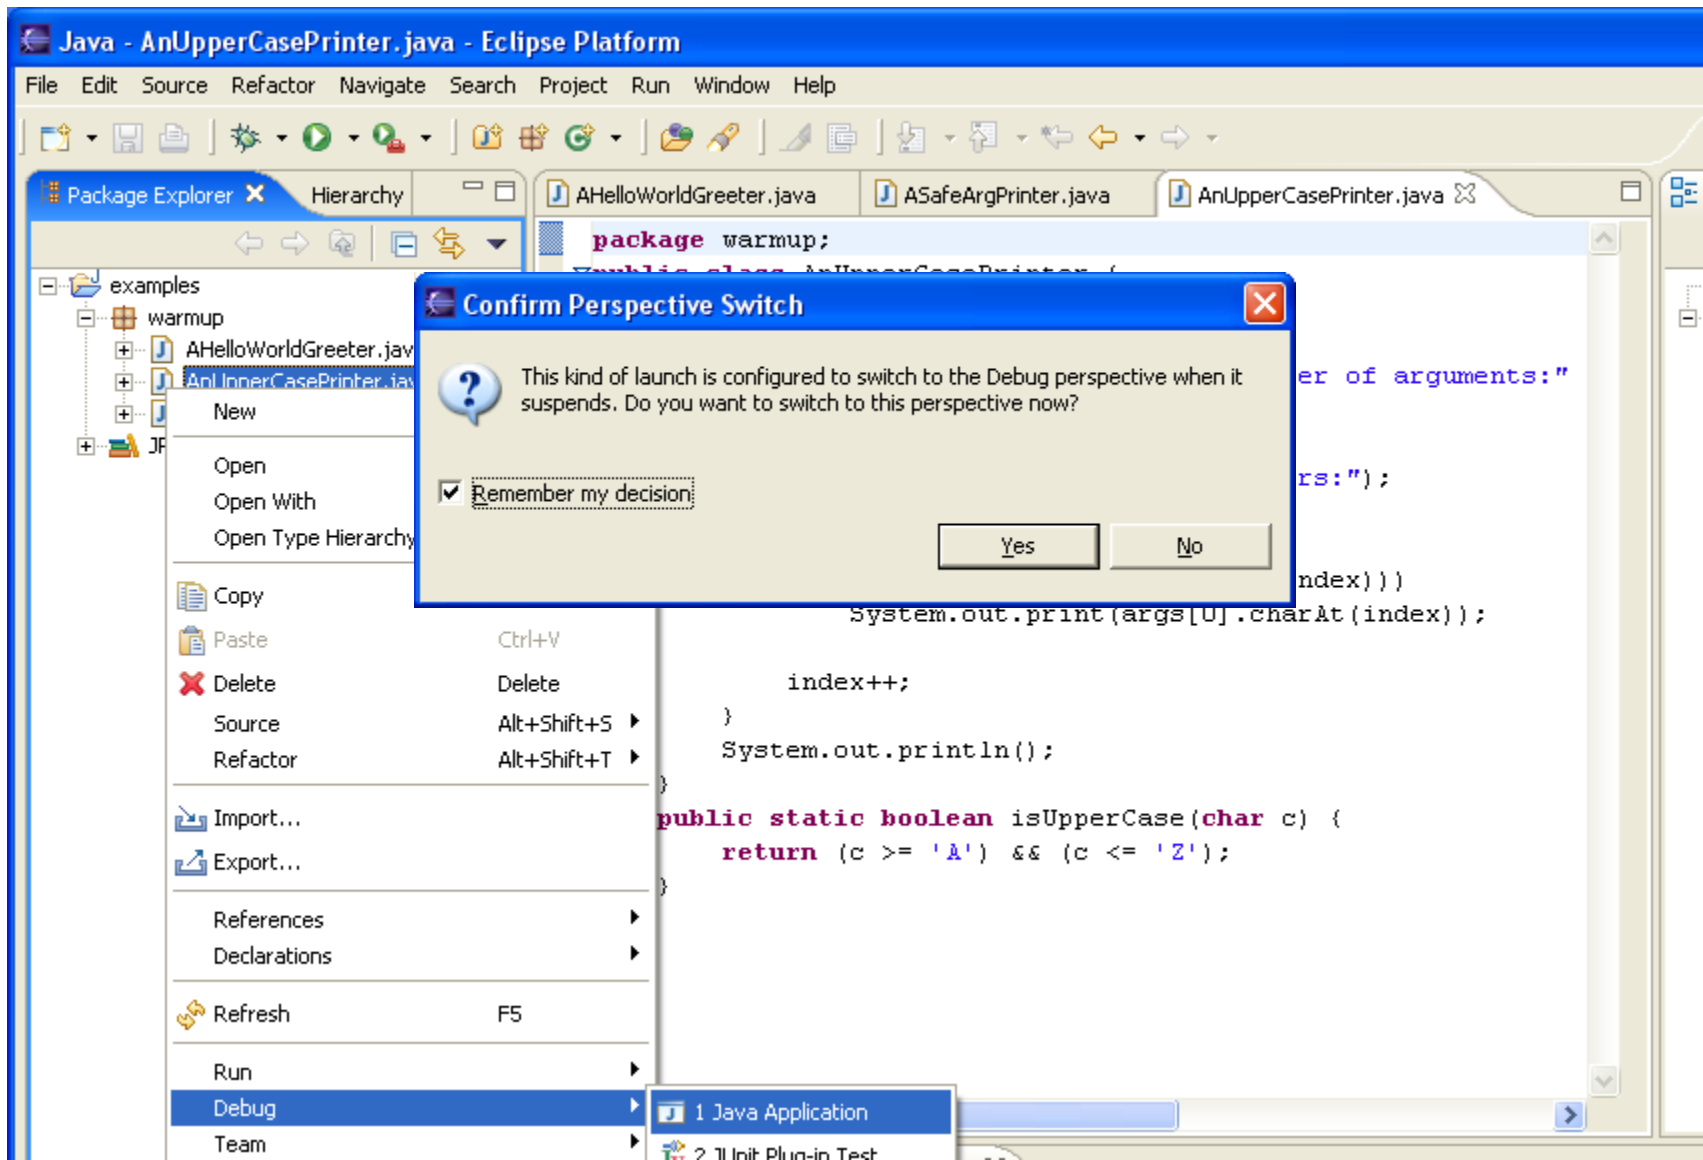 Java - AnUpperCasePrinter.java - Eclipse Platform
File Edit Source Refactor Navigate Search Project Run Window Help
Package Explorer Hierarchy
AHelloWorldGreeter.java ASafeArgPrinter.java AnUpperCasePrinter.java
package warmup;
public class AnUpperCasePrinter {
examples
warmup
AHelloWorldGreeter.jav
AnUpperCasePrinter.jav
Confirm Perspective Switch
This kind of launch is configured to switch to the Debug perspective when it
suspends. Do you want to switch to this perspective now?
Remember my decision
Yes No
er of arguments:"
rs:");
ndex)))
System.out.print(args[0].charAt(index));
index++;
}
System.out.println();
}
public static boolean isUpperCase(char c) {
return (c >= 'A') && (c <= 'Z');
}
New
Open
Open With
Open Type Hierarchy
Copy
Paste Ctrl+V
Delete Delete
Source Alt+Shift+S
Refactor Alt+Shift+T
Import...
Export...
References
Declarations
Refresh F5
Run
Debug
Team
1 Java Application
2 JUnit Plug-in Test